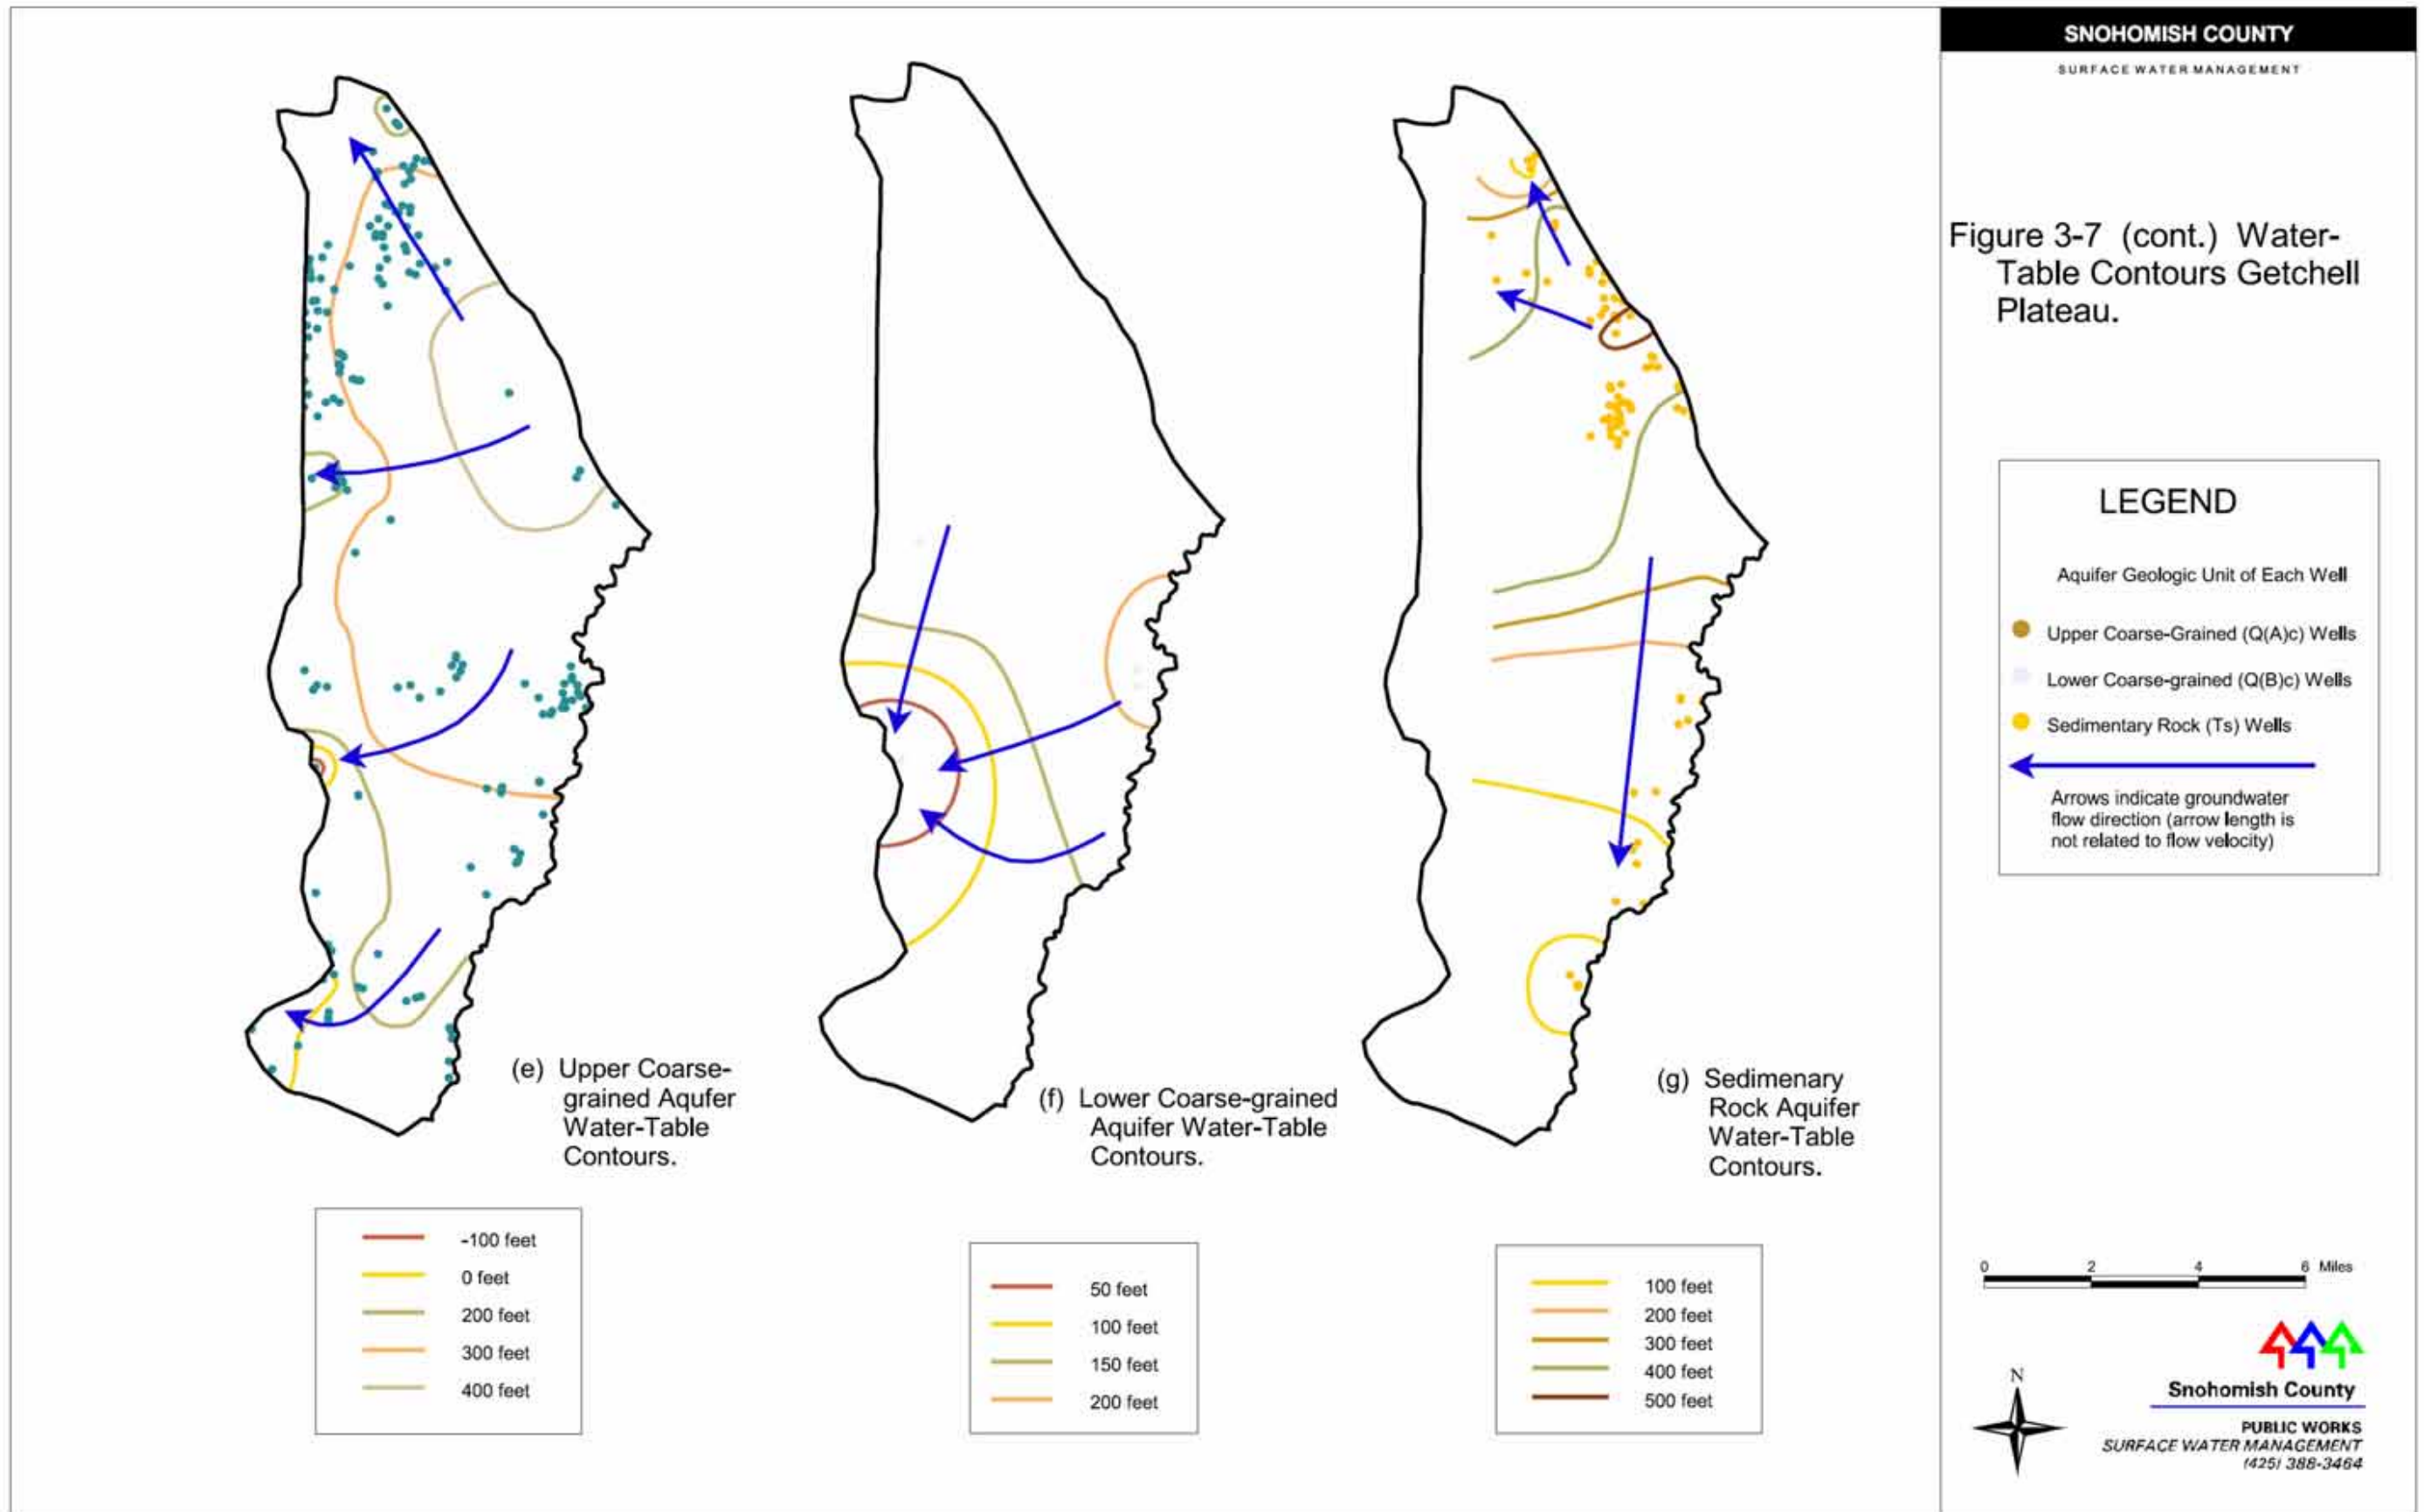 SNOHOMISH COUNTY
SURFACE WATER MANAGEMENT
Figure 3-7 (cont.) Water-
Table Contours Getchell
Plateau.
LEGEND
Aquifer Geologic Unit of Each Well
Upper Coarse-Grained (Q(A)c) Wells
Lower Coarse-grained (Q(B)c) Wells
Sedimentary Rock (Ts) Wells
Arrows indicate groundwater
flow direction (arrow length is
not related to flow velocity)
(e) Upper Coarse-
grained Aqufer
Water-Table
Contours.
(f) Lower Coarse-grained
Aquifer Water-Table
Contours.
(g) Sedimenary
Rock Aquifer
Water-Table
Contours.
-100 feet
0 feet
200 feet
300 feet
400 feet
50 feet
100 feet
150 feet
200 feet
100 feet
200 feet
300 feet
400 feet
500 feet
0 2 4 6 Miles
N
Snohomish County
PUBLIC WORKS
SURFACE WATER MANAGEMENT
(425) 388-3464